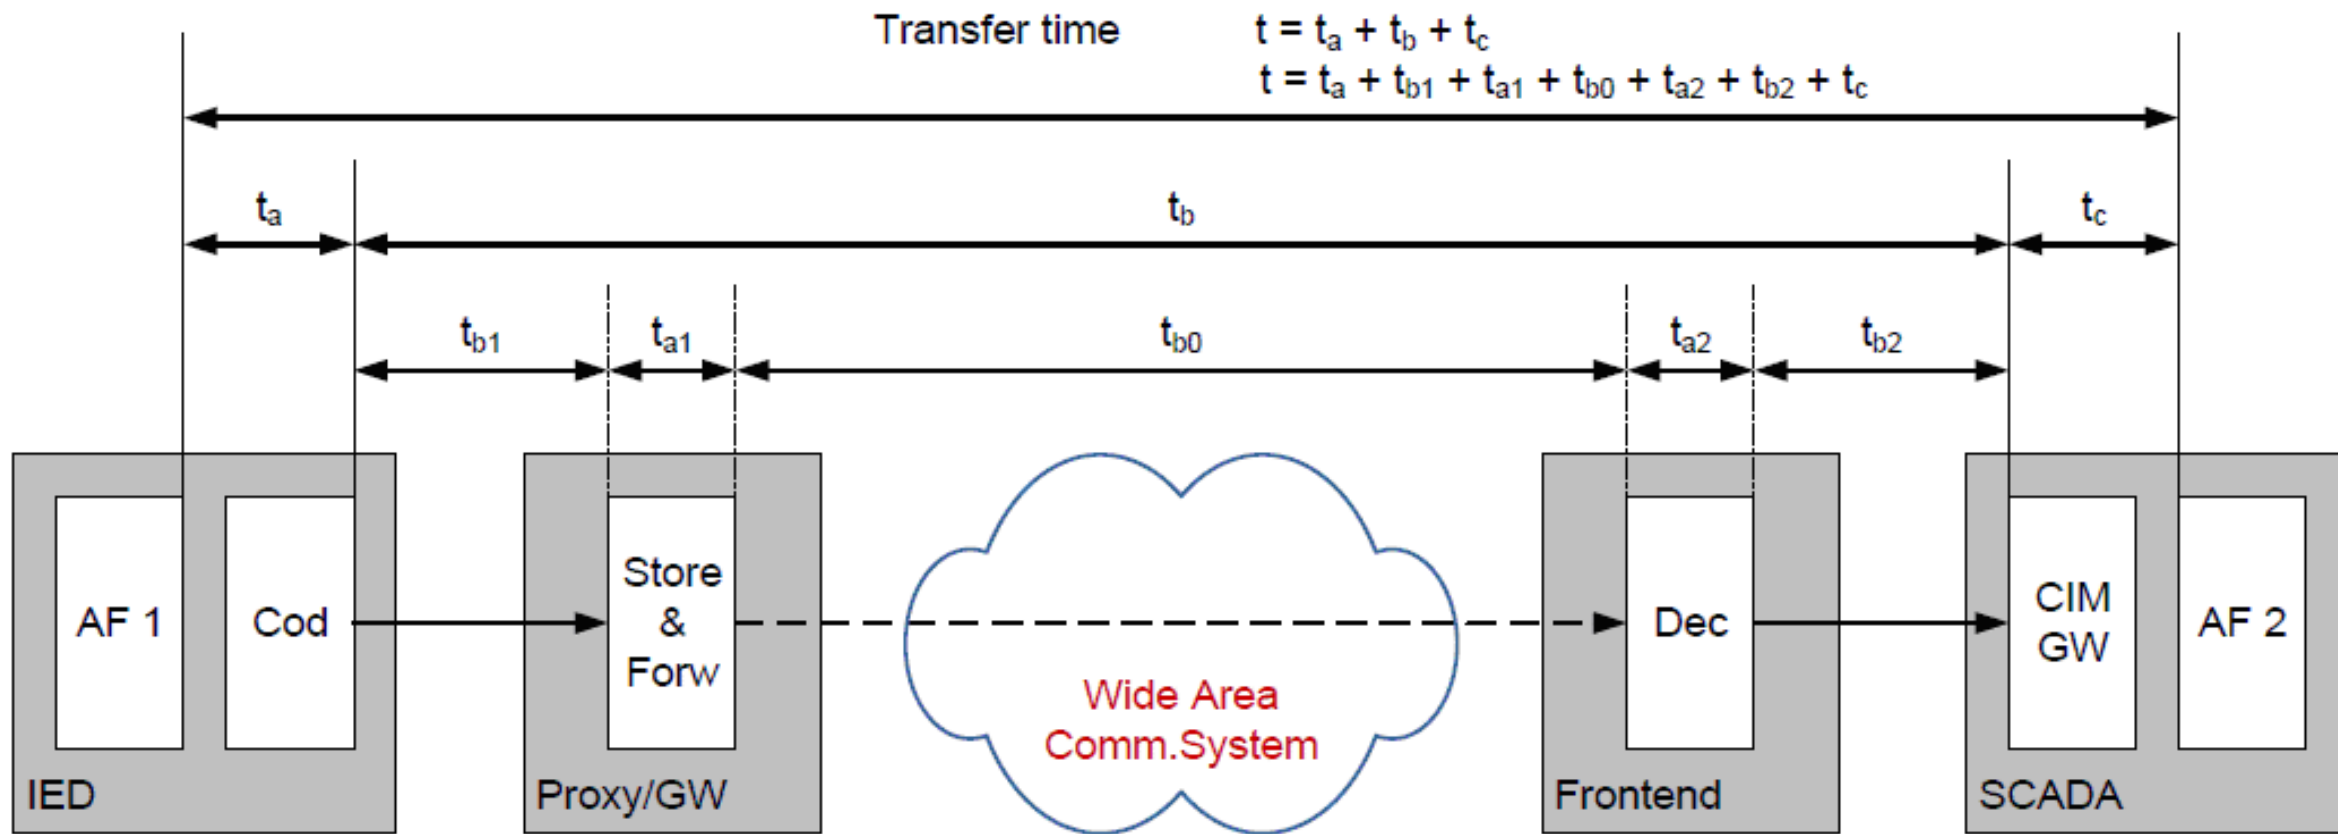 Transfer time t = ta + tb + tc
t = ta + tb1 + ta1 + tb0 + ta2 + tb2 + tc
ta tb tc
tb1 ta1 tb0 ta2 tb2
AF 1 Cod
Store
&
Forw
Wide Area
Comm.System
Dec
CIM
GW
AF 2
IED Proxy/GW Frontend SCADA